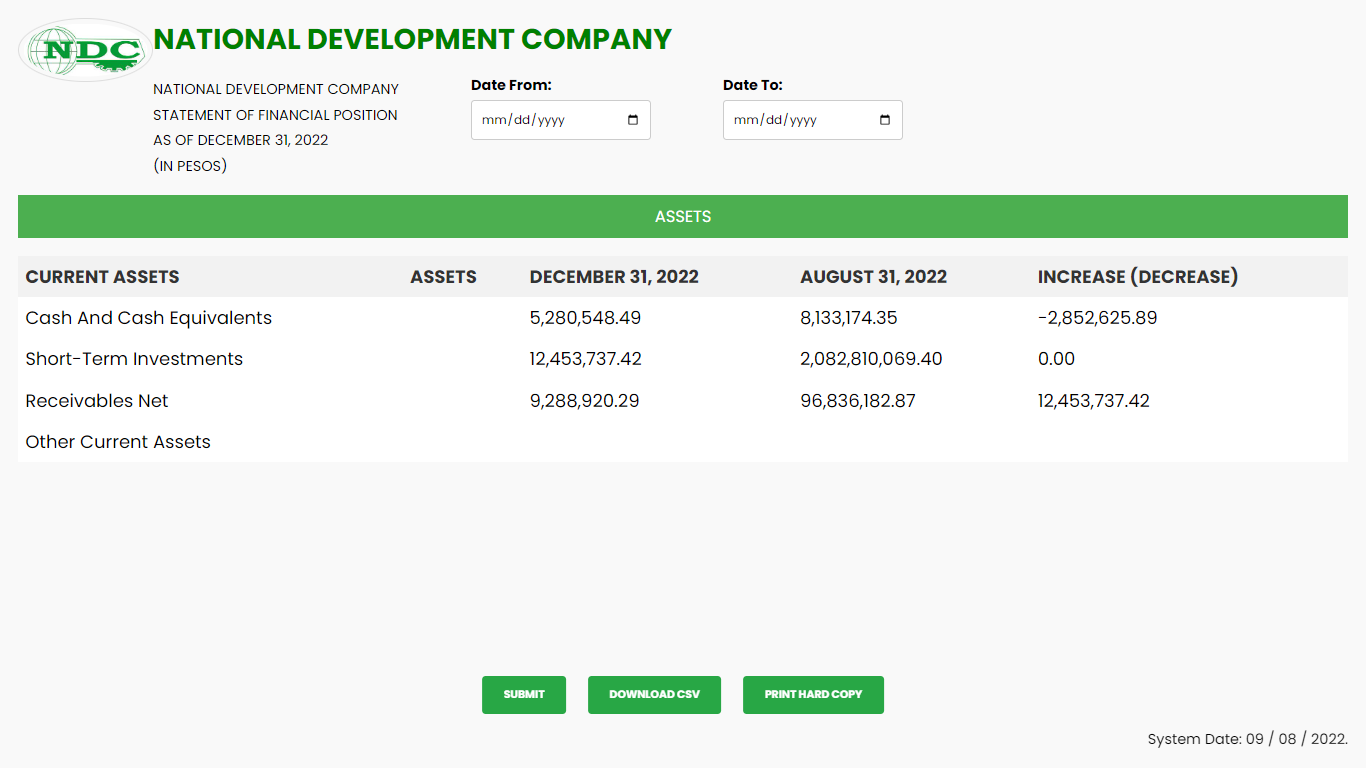 NDC
NATIONAL DEVELOPMENT COMPANY
NATIONAL DEVELOPMENT COMPANY
STATEMENT OF FINANCIAL POSITION
AS OF DECEMBER 31, 2022
(IN PESOS)
Date From:
mm/dd/yyyy
Date To:
mm/dd/yyyy
ASSETS
CURRENT ASSETS ASSETS DECEMBER 31, 2022 AUGUST 31, 2022 INCREASE (DECREASE)
Cash And Cash Equivalents 5,280,548.49 8,133,174.35 -2,852,625.89
Short-Term Investments 12,453,737.42 2,082,810,069.40 0.00
Receivables Net 9,288,920.29 96,836,182.87 12,453,737.42
Other Current Assets
SUBMIT DOWNLOAD CSV PRINT HARD COPY
System Date: 09 / 08 / 2022.